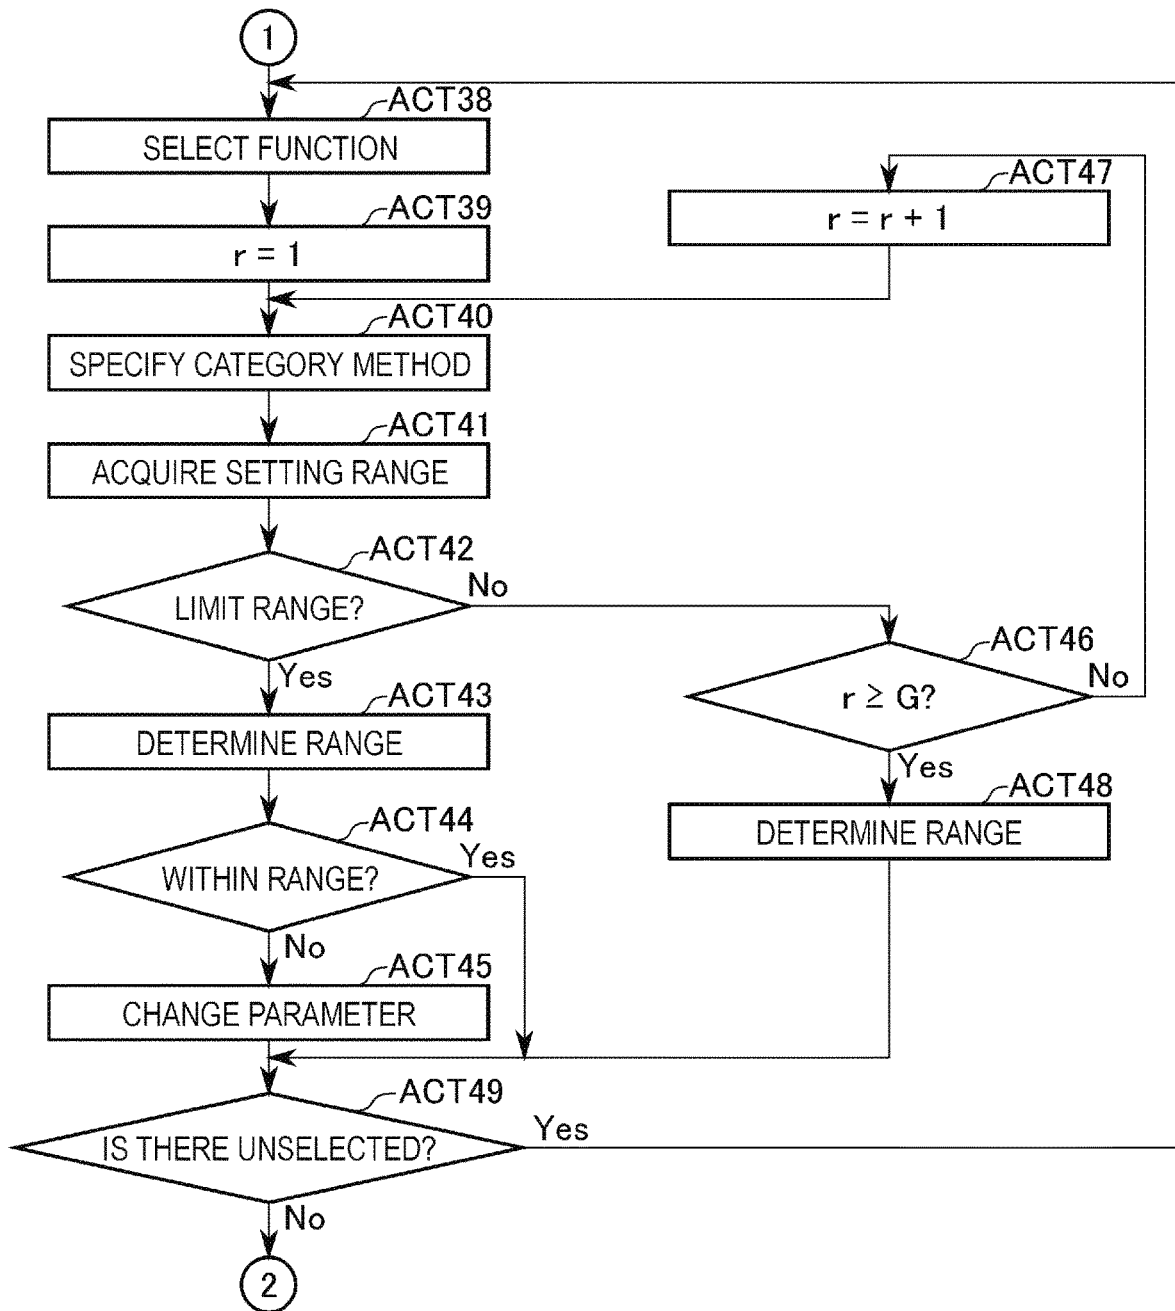 1
ACT38
SELECT FUNCTION
ACT39
r = 1
ACT47
r = r + 1
ACT40
SPECIFY CATEGORY METHOD
ACT41
ACQUIRE SETTING RANGE
ACT42
LIMIT RANGE?
No
Yes
ACT46
r ≥ G?
No
Yes
ACT43
DETERMINE RANGE
ACT48
DETERMINE RANGE
ACT44
WITHIN RANGE?
Yes
No
ACT45
CHANGE PARAMETER
ACT49
IS THERE UNSELECTED?
Yes
No
2